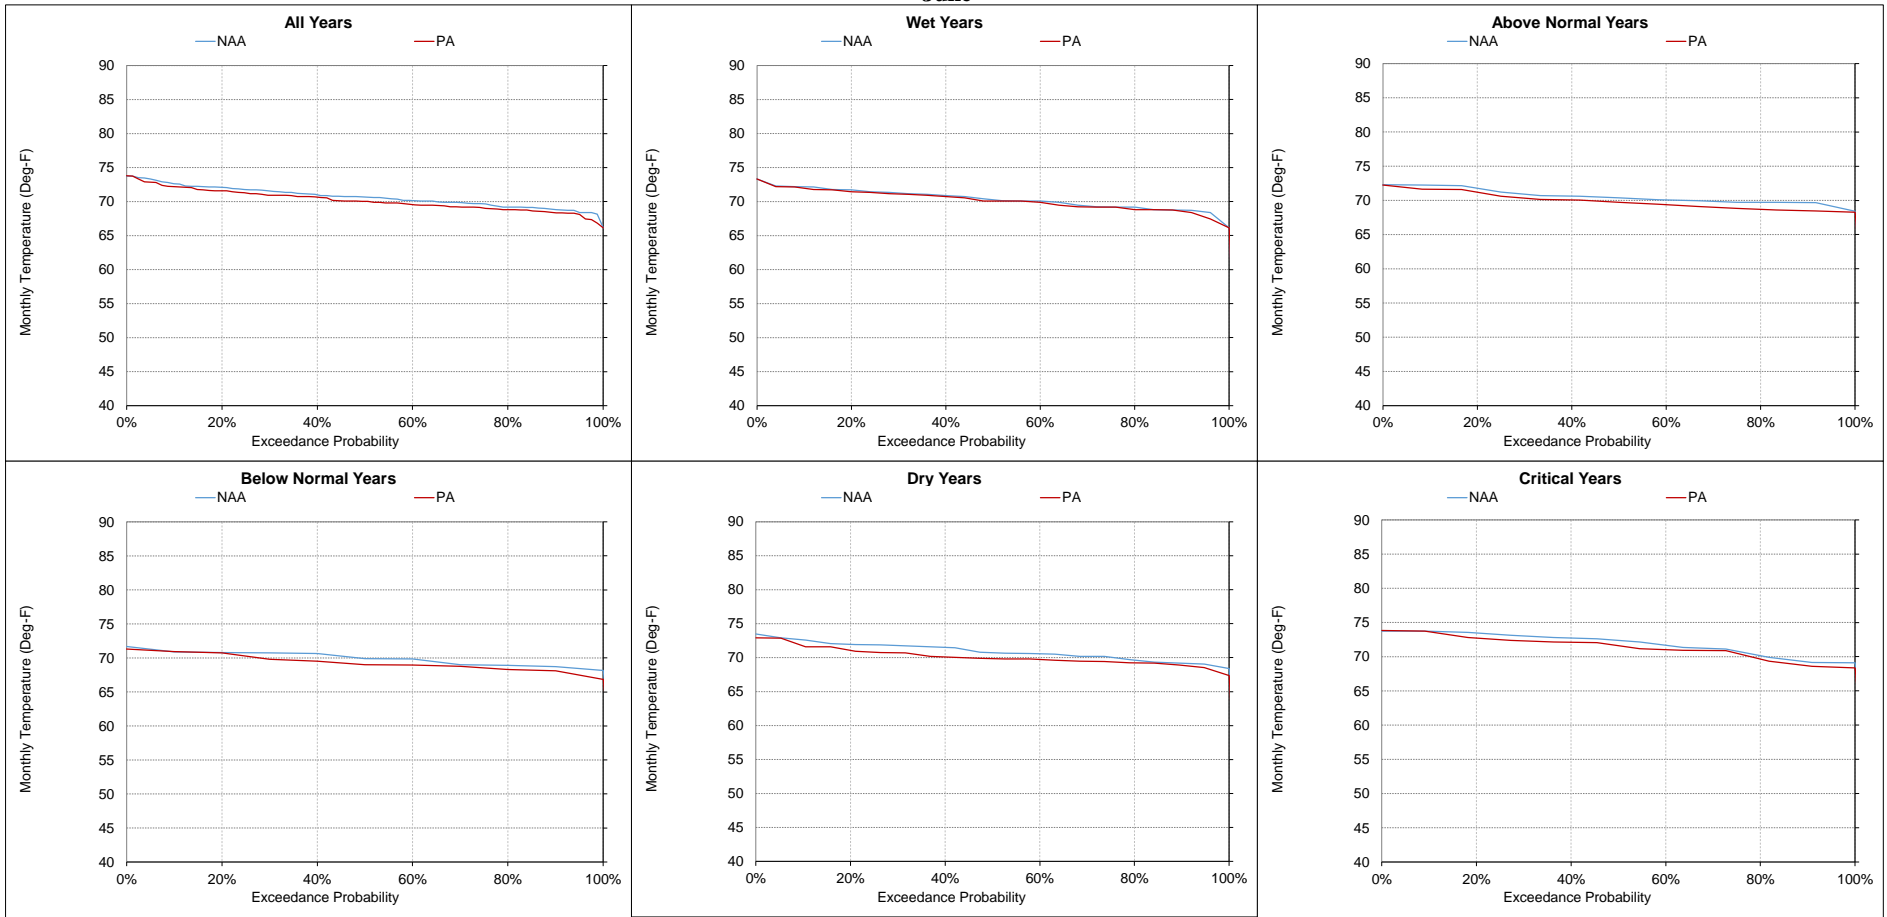 All Years
NAA PA
90
85
80
75
70
65
60
55
50
45
40
0% 20% 40% 60% 80% 100%
Monthly Temperature (Deg-F)
Exceedance Probability
Wet Years
NAA PA
90
85
80
75
70
65
60
55
50
45
40
0% 20% 40% 60% 80% 100%
Monthly Temperature (Deg-F)
Exceedance Probability
Above Normal Years
NAA PA
90
85
80
75
70
65
60
55
50
45
40
0% 20% 40% 60% 80% 100%
Monthly Temperature (Deg-F)
Exceedance Probability
Below Normal Years
NAA PA
90
85
80
75
70
65
60
55
50
45
40
0% 20% 40% 60% 80% 100%
Monthly Temperature (Deg-F)
Exceedance Probability
Dry Years
NAA PA
90
85
80
75
70
65
60
55
50
45
40
0% 20% 40% 60% 80% 100%
Monthly Temperature (Deg-F)
Exceedance Probability
Critical Years
NAA PA
90
85
80
75
70
65
60
55
50
45
40
0% 20% 40% 60% 80% 100%
Monthly Temperature (Deg-F)
Exceedance Probability